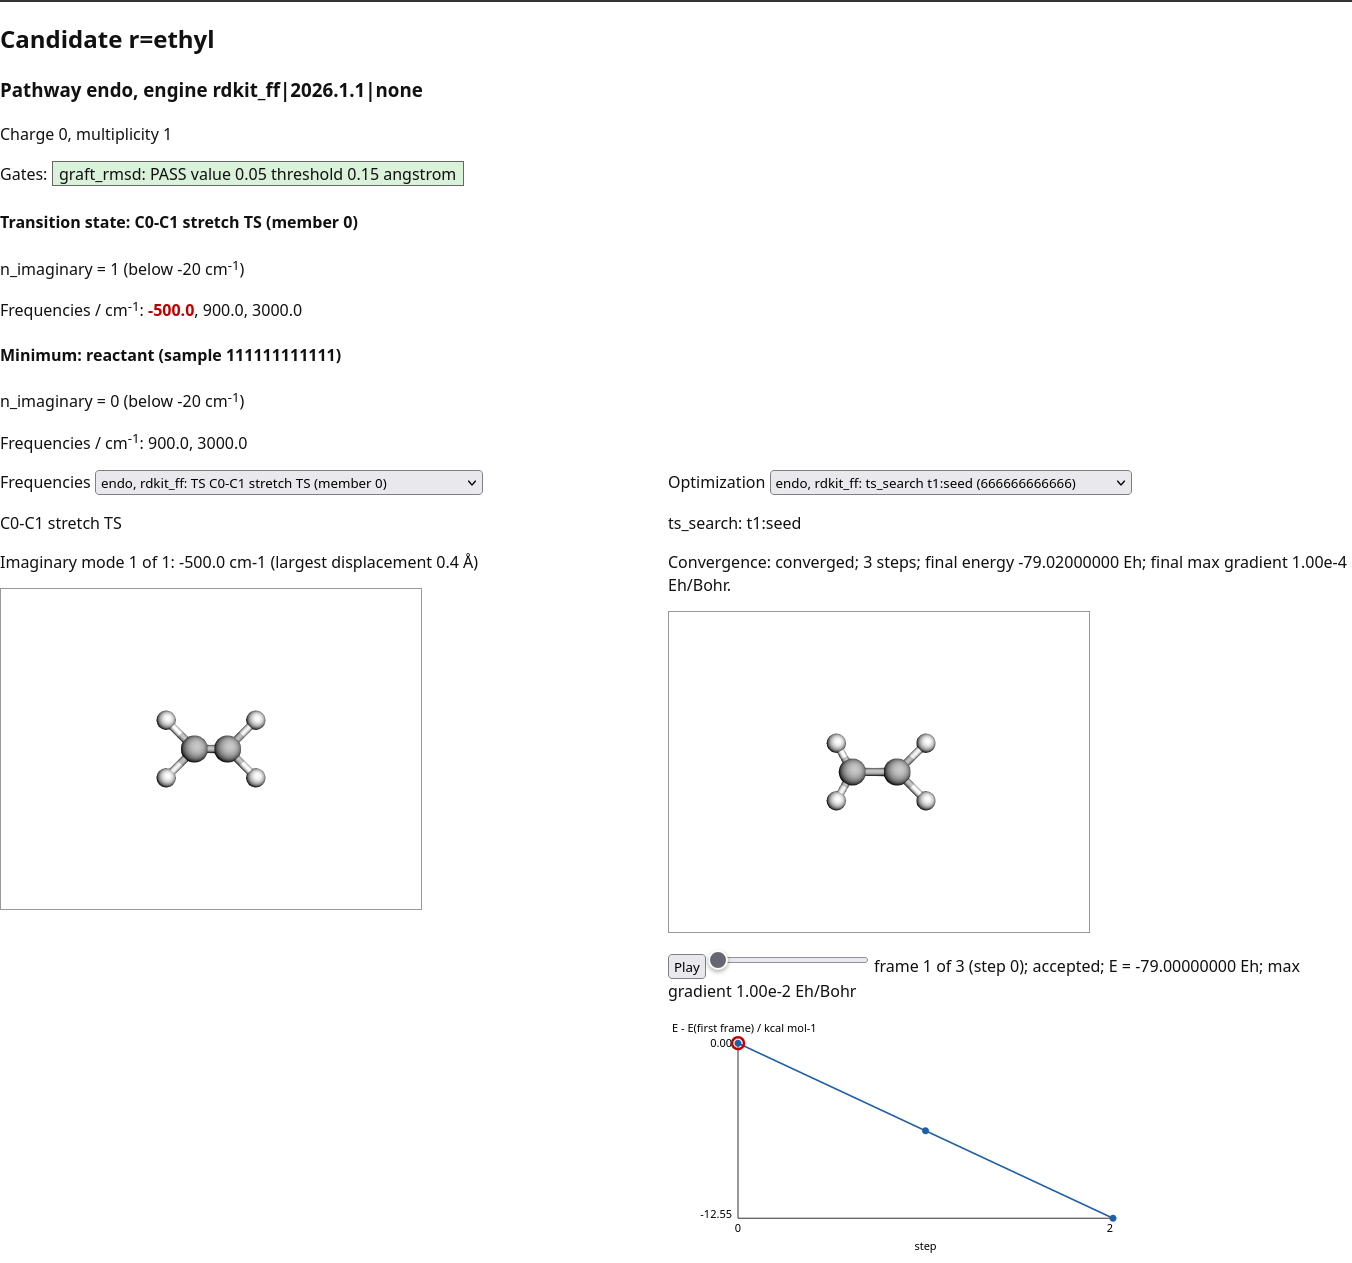 Candidate r=ethyl
Pathway endo, engine rdkit_ff|2026.1.1|none
Charge 0, multiplicity 1
Gates: graft_rmsd: PASS value 0.05 threshold 0.15 angstrom
Transition state: C0-C1 stretch TS (member 0)
n_imaginary = 1 (below -20 cm-1)
Frequencies / cm-1: -500.0, 900.0, 3000.0
Minimum: reactant (sample 111111111111)
n_imaginary = 0 (below -20 cm-1)
Frequencies / cm-1: 900.0, 3000.0
Frequencies endo, rdkit_ff: TS C0-C1 stretch TS (member 0)
C0-C1 stretch TS
Imaginary mode 1 of 1: -500.0 cm-1 (largest displacement 0.4 Å)
Optimization endo, rdkit_ff: ts_search t1:seed (666666666666)
ts_search: t1:seed
Convergence: converged; 3 steps; final energy -79.02000000 Eh; final max gradient 1.00e-4
Eh/Bohr.
Play frame 1 of 3 (step 0); accepted; E = -79.00000000 Eh; max
gradient 1.00e-2 Eh/Bohr
E - E(first frame) / kcal mol-1
0.00
-12.55
0 2
step